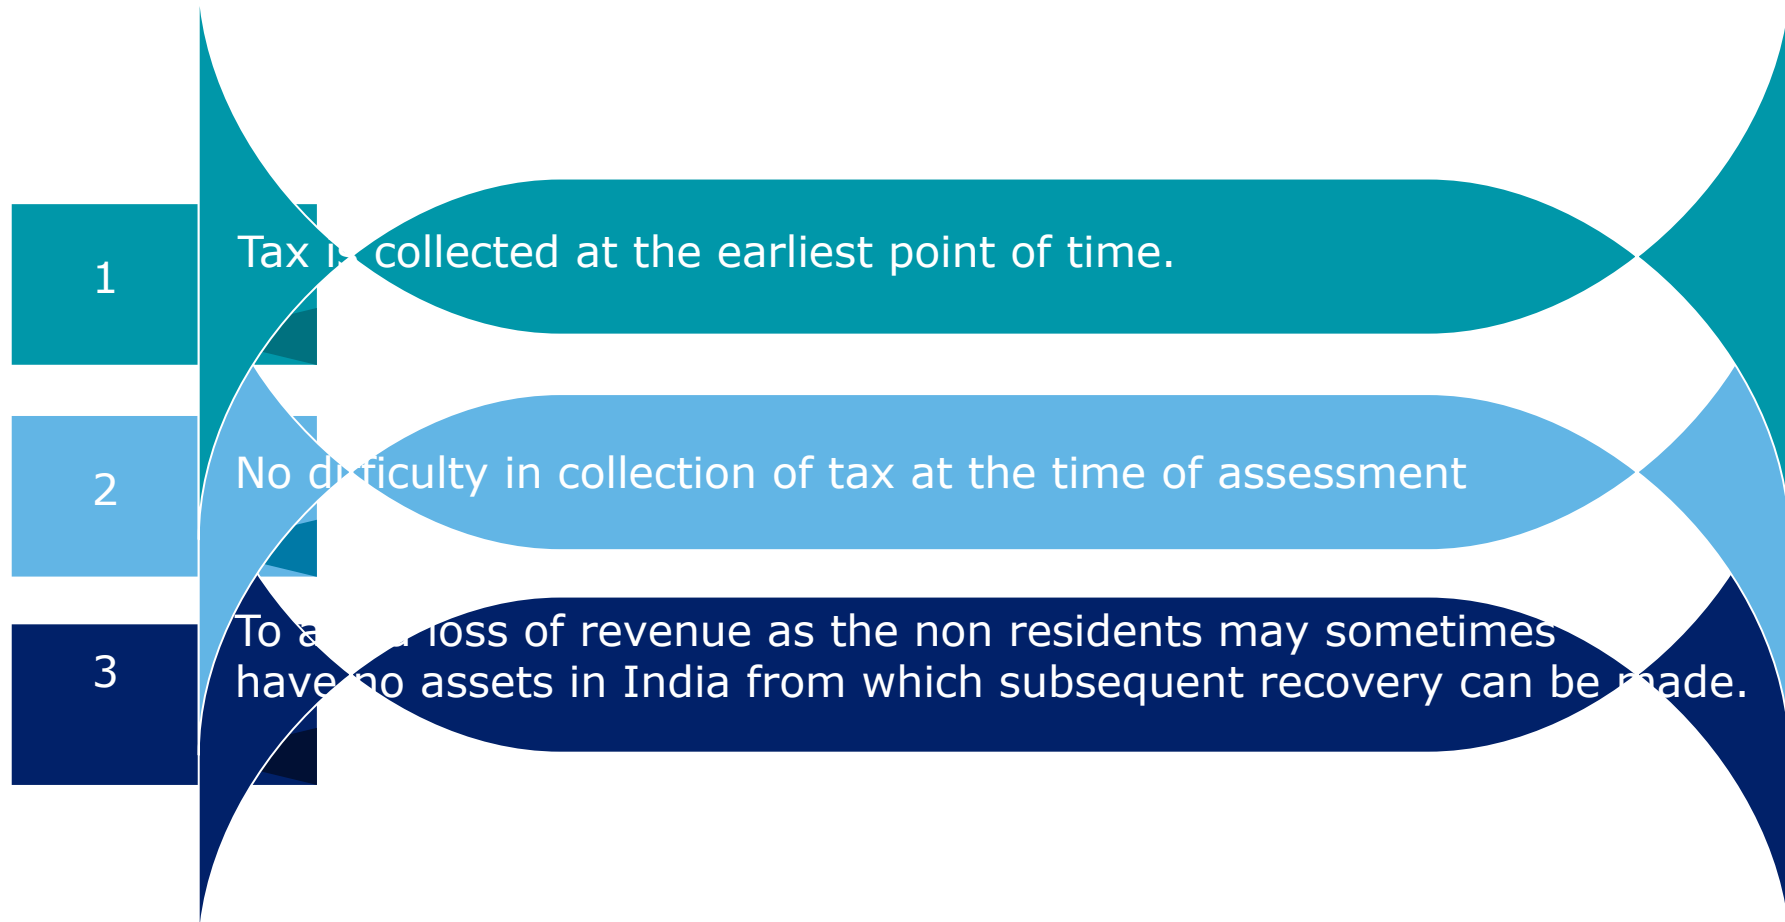 1
Tax is collected at the earliest point of time.
2
No difficulty in collection of tax at the time of assessment
3
To avoid loss of revenue as the non residents may sometimes
have no assets in India from which subsequent recovery can be made.